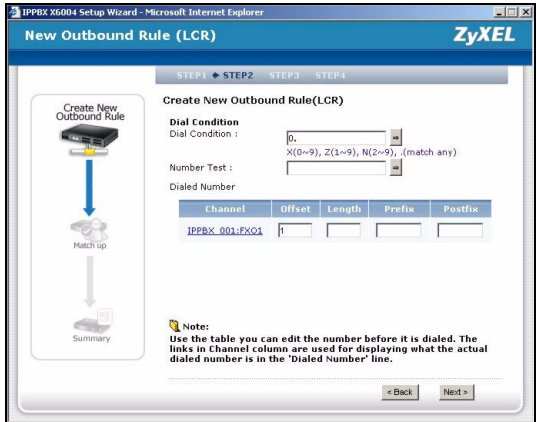 IPPBX X6004 Setup Wizard - Microsoft Internet Explorer
New Outbound Rule (LCR)
ZyXEL
STEP1 STEP2 STEP3 STEP4
Create New
Outbound Rule
Match up
Summary
Create New Outbound Rule(LCR)
Dial Condition
Dial Condition :
0.
X(0~9), Z(1~9), N(2~9), .(match any)
Number Test :
Dialed Number
Channel Offset Length Prefix Postfix
IPPBX_001:FXO1 1
Note:
Use the table you can edit the number before it is dialed. The
links in Channel column are used for displaying what the actual
dialed number is in the 'Dialed Number' line.
< Back Next >